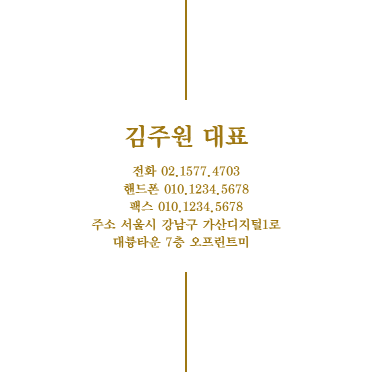 김주원 대표
전화 02.1577.4703
핸드폰 010.1234.5678
팩스 010.1234.5678
주소 서울시 강남구 가산디지털1로
대륭타운 7층 오프린트미